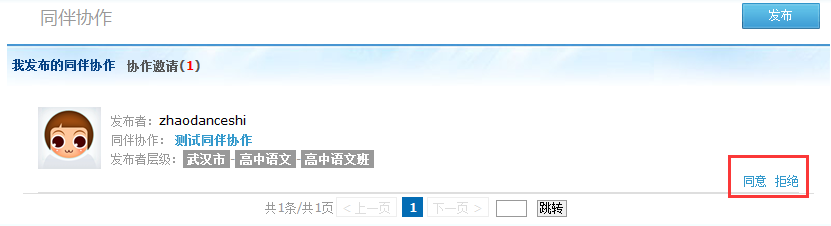 同伴协作 发布
我发布的同伴协作 协作邀请(1)
发布者：zhaodanceshi
同伴协作： 测试同伴协作
发布者层级：武汉市-高中语文-高中语文班
同意 拒绝
共1条/共1页 < 上一页 1 下一页 > 跳转